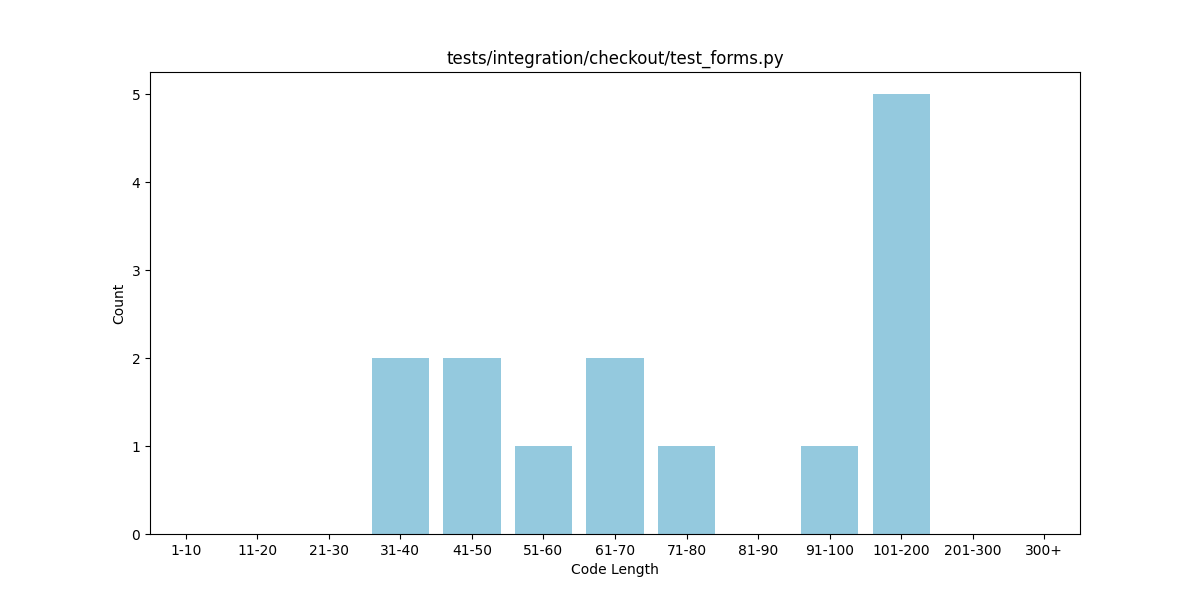 tests/integration/checkout/test_forms.py
5
4
3
2
1
0
Count
1-10 11-20 21-30 31-40 41-50 51-60 61-70 71-80 81-90 91-100 101-200 201-300 300+
Code Length